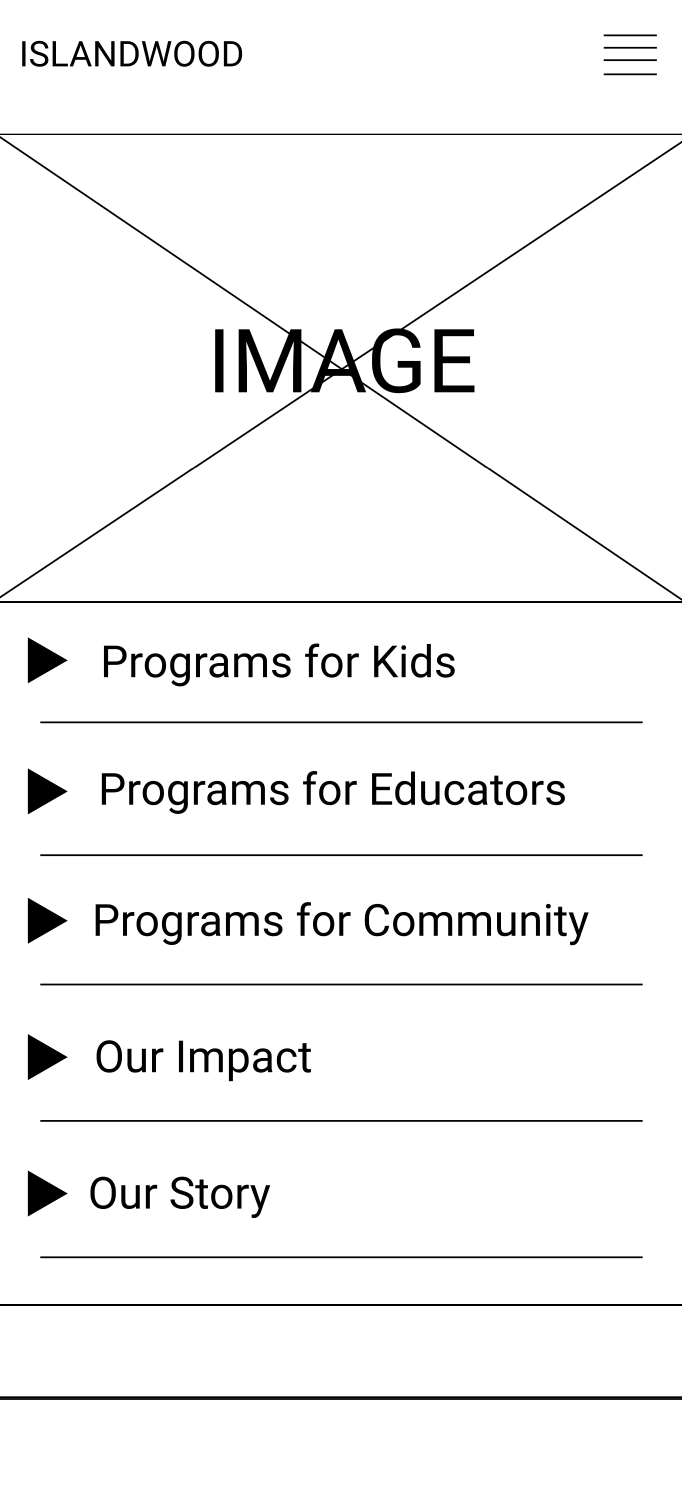 ISLANDWOOD
IMAGE
Programs for Kids
Programs for Educators
Programs for Community
Our Impact
Our Story